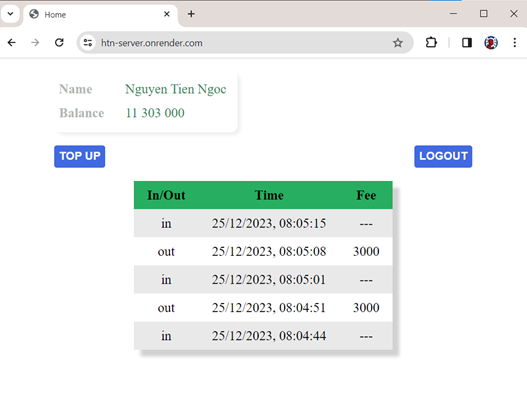 Home
htn-server.onrender.com
Name Nguyen Tien Ngoc
Balance 11 303 000
TOP UP LOGOUT
In/Out Time Fee
in 25/12/2023, 08:05:15 ---
out 25/12/2023, 08:05:08 3000
in 25/12/2023, 08:05:01 ---
out 25/12/2023, 08:04:51 3000
in 25/12/2023, 08:04:44 ---